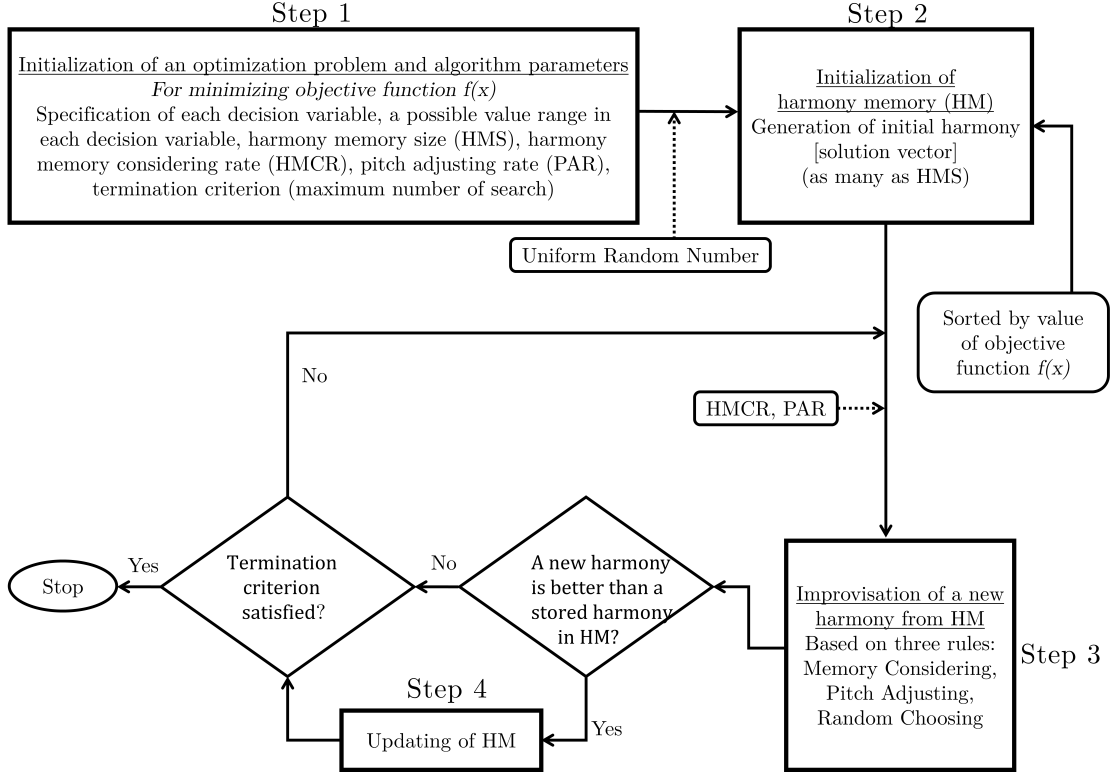 Step 1
Initialization of an optimization problem and algorithm parameters
For minimizing objective function f(x)
Specification of each decision variable, a possible value range in
each decision variable, harmony memory size (HMS), harmony
memory considering rate (HMCR), pitch adjusting rate (PAR),
termination criterion (maximum number of search)
Step 2
Initialization of
harmony memory (HM)
Generation of initial harmony
[solution vector]
(as many as HMS)
Uniform Random Number
Sorted by value
of objective
function f(x)
No
HMCR, PAR
Stop
Yes
Termination
criterion
satisfied?
No
A new harmony
is better than a
stored harmony
in HM?
Improvisation of a new
harmony from HM
Based on three rules:
Memory Considering,
Pitch Adjusting,
Random Choosing
Step 3
Step 4
Updating of HM
Yes